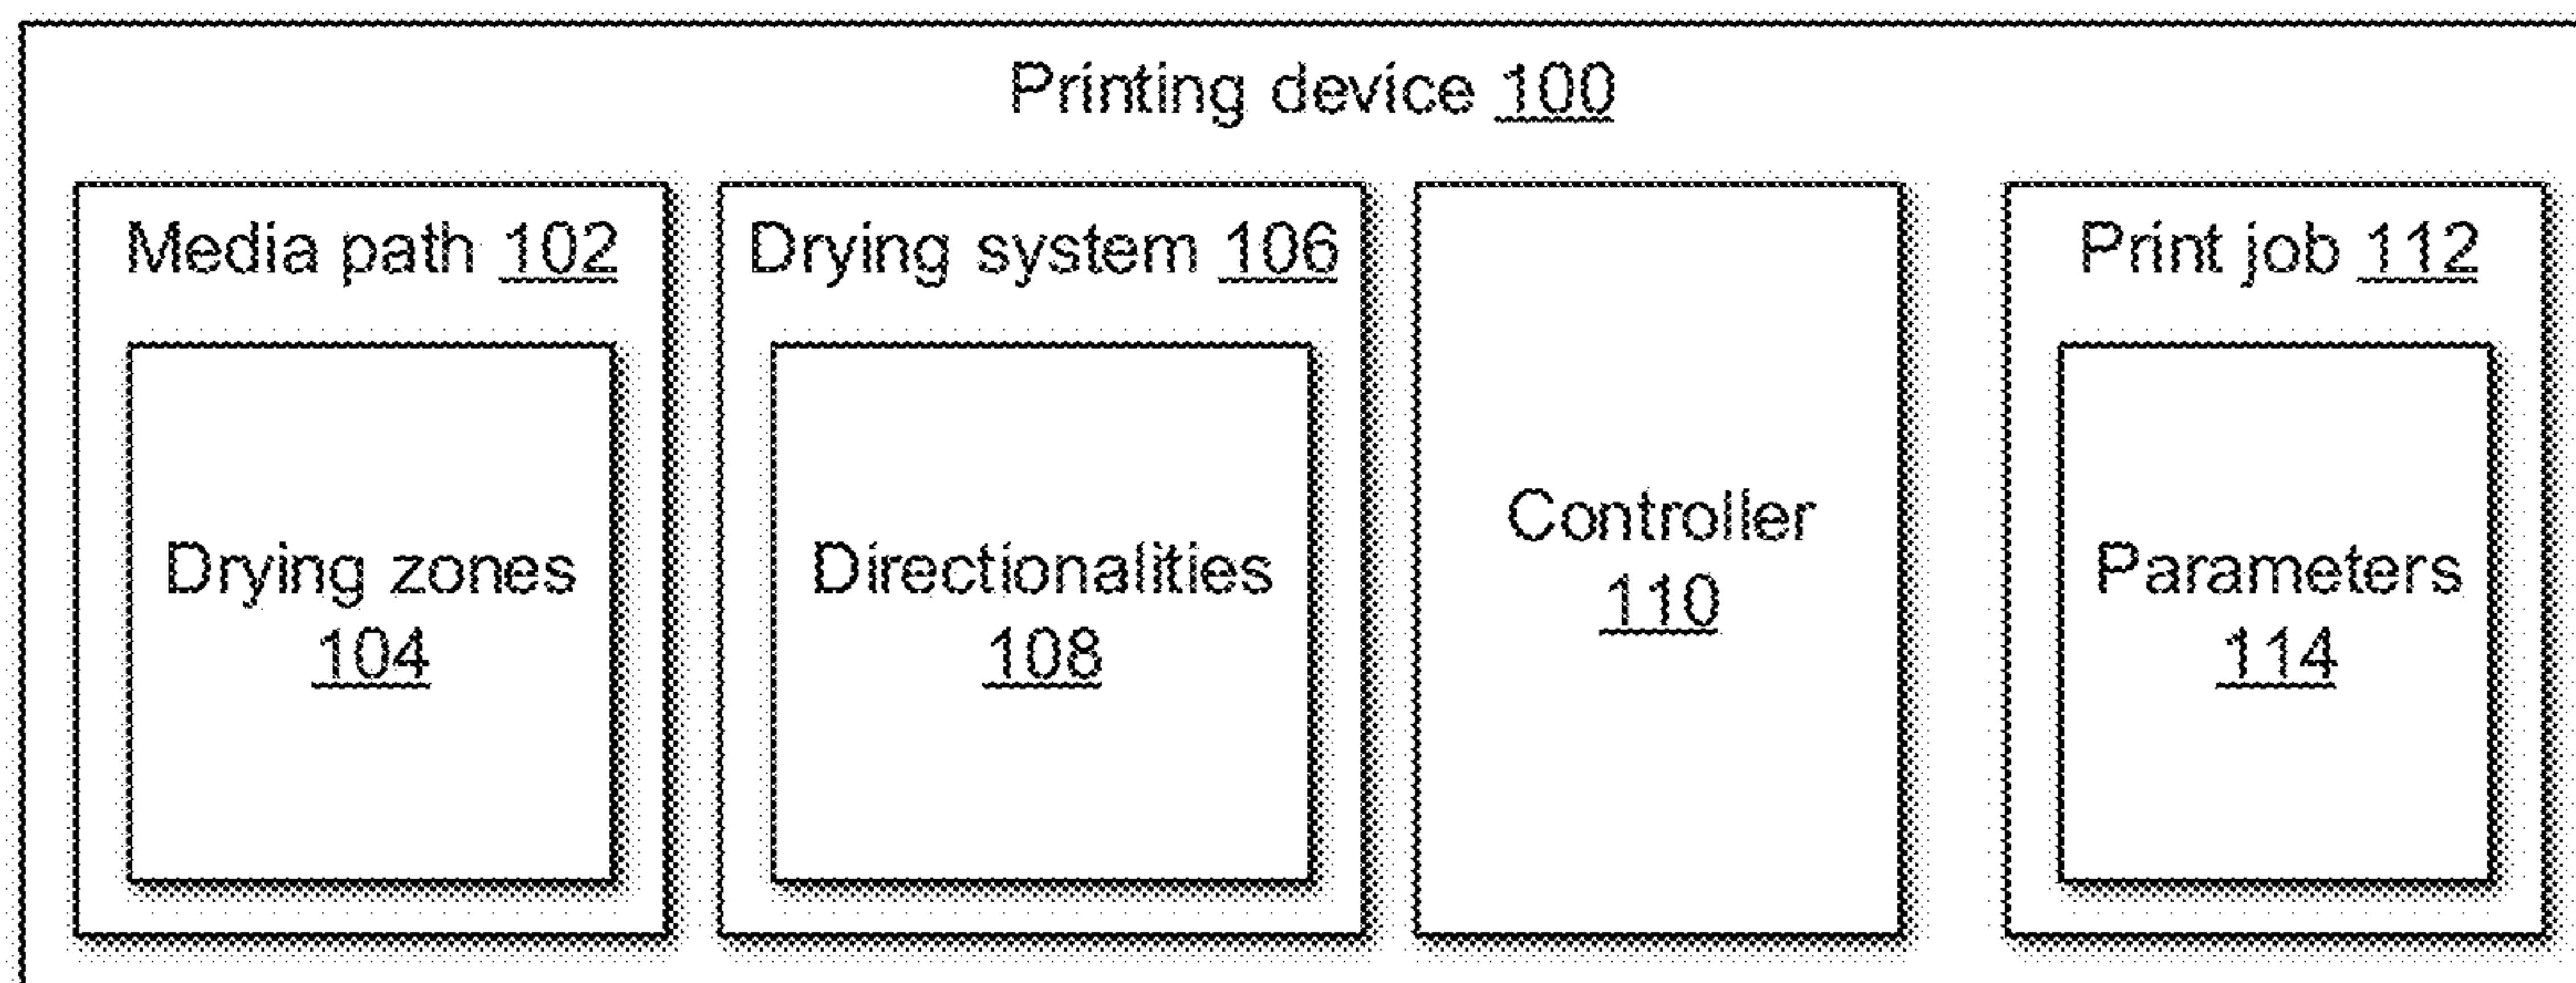 Printing device 100
Media path 102
Drying zones
104
Drying system 106
Directionalities
108
Controller
110
Print job 112
Parameters
114